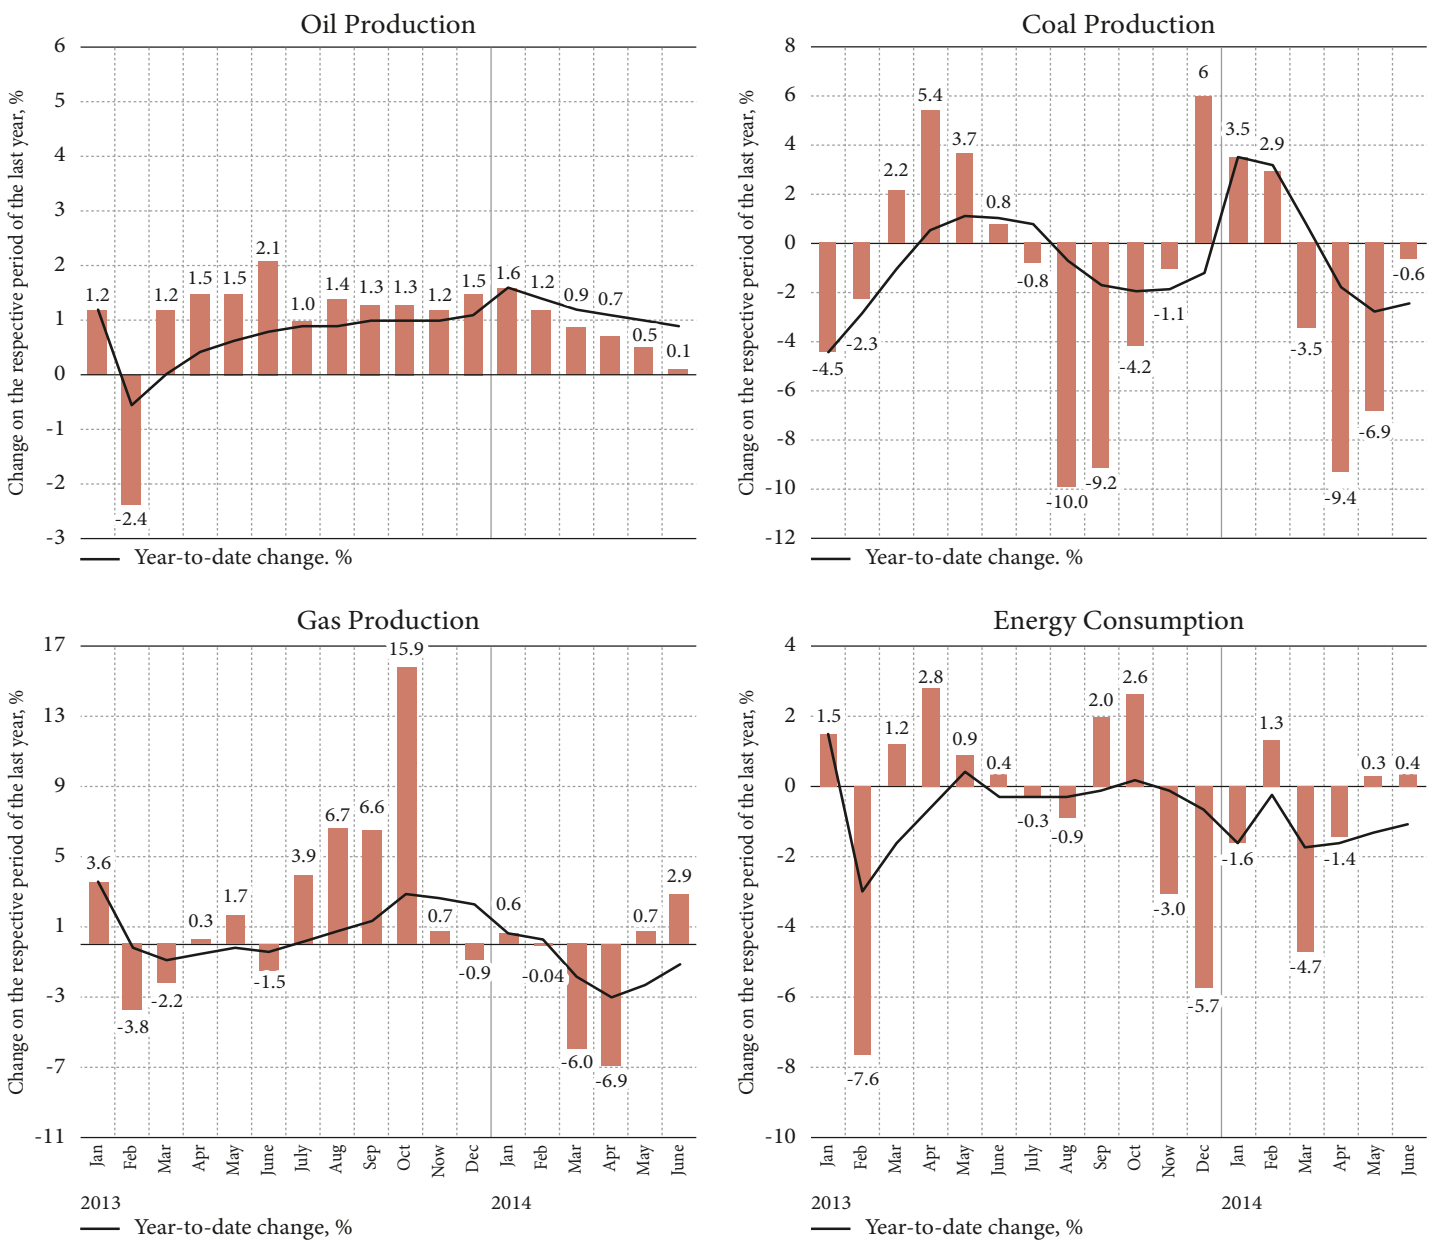 Oil Production
Change on the respective period of the last year, %
6
5
4
3
2
1
0
-1
-2
-3
1.2
-2.4
1.2
1.5
1.5
2.1
1.0
1.4
1.3
1.3
1.2
1.5
1.6
1.2
0.9
0.7
0.5
0.1
Year-to-date change. %
Coal Production
Change on the respective period of the last year, %
8
6
4
2
0
-2
-4
-6
-8
-10
-12
-4.5
-2.3
2.2
5.4
3.7
0.8
-0.8
-10.0
-9.2
-4.2
-1.1
6
3.5
2.9
-3.5
-9.4
-6.9
-0.6
Year-to-date change. %
Gas Production
Change on the respective period of the last year, %
17
13
9
5
1
-3
-7
-11
3.6
-3.8
-2.2
0.3
1.7
-1.5
3.9
6.7
6.6
15.9
0.7
-0.9
0.6
-0.04
-6.0
-6.9
0.7
2.9
Jan
Feb
Mar
Apr
May
June
July
Aug
Sep
Oct
Now
Dec
Jan
Feb
Mar
Apr
May
June
2013
2014
Year-to-date change, %
Energy Consumption
Change on the respective period of the last year, %
4
2
0
-2
-4
-6
-8
-10
1.5
-7.6
1.2
2.8
0.9
0.4
-0.3
-0.9
2.0
2.6
-3.0
-5.7
-1.6
1.3
-4.7
-1.4
0.3
0.4
Jan
Feb
Mar
Apr
May
June
July
Aug
Sep
Oct
Now
Dec
Jan
Feb
Mar
Apr
May
June
2013
2014
Year-to-date change, %